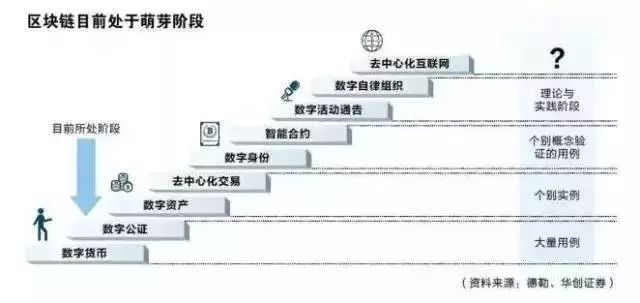 区块链目前处于萌芽阶段
去中心化互联网
?
数字自律组织
理论与
实践阶段
数字活动通告
目前所处阶段
智能合约
个别概念验
证的用例
数字身份
去中心化交易
个别实例
数字资产
数字公证
大量用例
数字货币
(资料来源:德勒、华创证券)